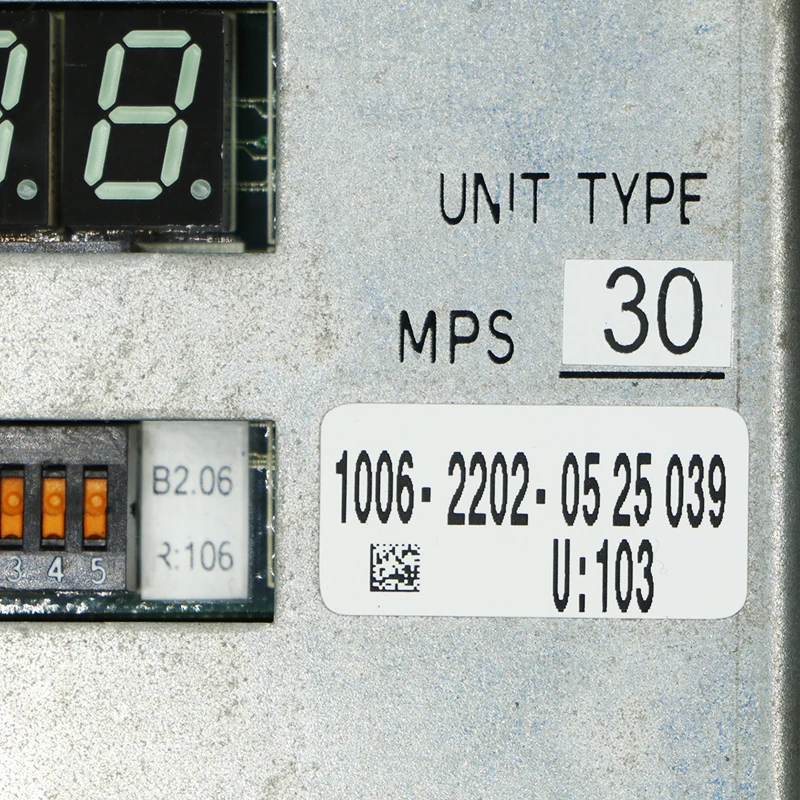 UNIT TYPE
MPS 30
1006-2202-05 25 039
U:103
B2.06
R:106
3 4 5